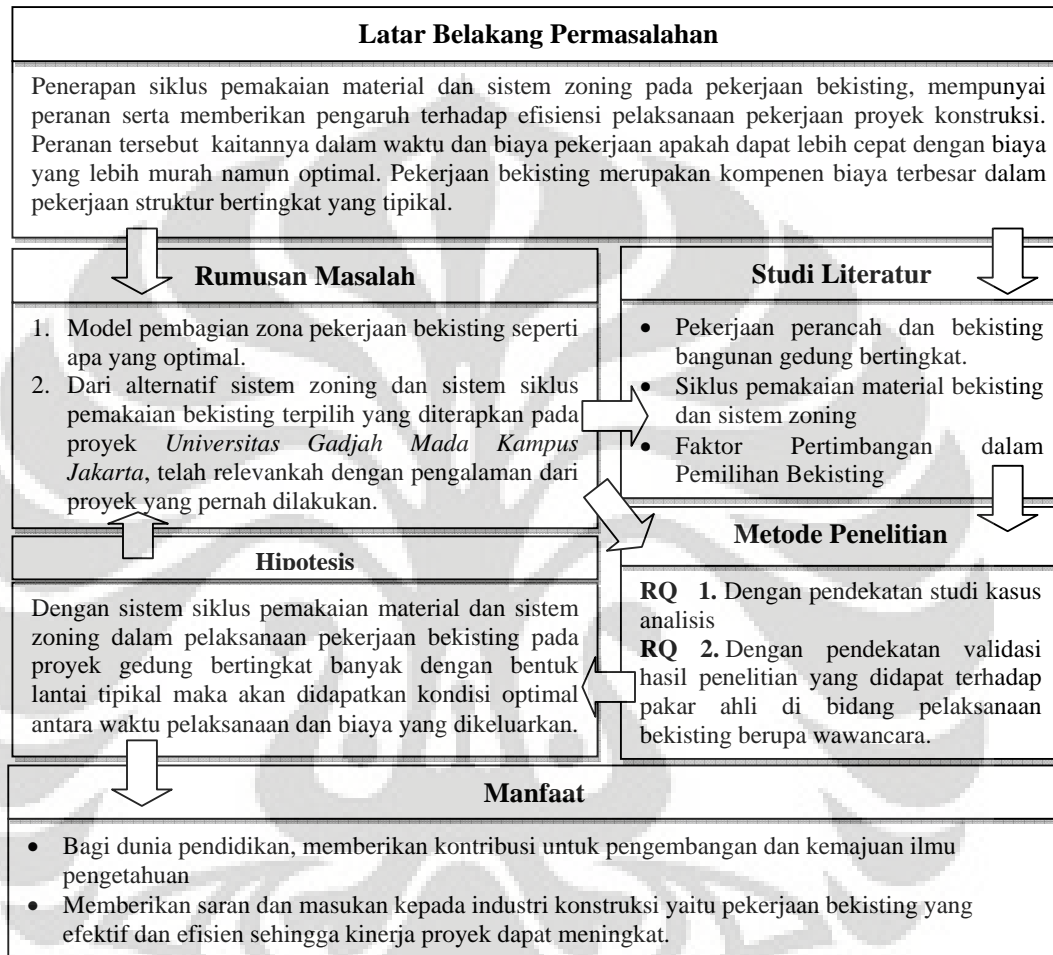 Latar Belakang Permasalahan
Penerapan siklus pemakaian material dan sistem zoning pada pekerjaan bekisting, mempunyai
peranan serta memberikan pengaruh terhadap efisiensi pelaksanaan pekerjaan proyek konstruksi.
Peranan tersebut kaitannya dalam waktu dan biaya pekerjaan apakah dapat lebih cepat dengan biaya
yang lebih murah namun optimal. Pekerjaan bekisting merupakan kompenen biaya terbesar dalam
pekerjaan struktur bertingkat yang tipikal.
Rumusan Masalah
1. Model pembagian zona pekerjaan bekisting seperti
apa yang optimal.
2. Dari alternatif sistem zoning dan sistem siklus
pemakaian bekisting terpilih yang diterapkan pada
proyek Universitas Gadjah Mada Kampus
Jakarta, telah relevankah dengan pengalaman dari
proyek yang pernah dilakukan.
Studi Literatur
• Pekerjaan perancah dan bekisting
bangunan gedung bertingkat.
• Siklus pemakaian material bekisting
dan sistem zoning
• Faktor Pertimbangan dalam
Pemilihan Bekisting
Hipotesis
Dengan sistem siklus pemakaian material dan sistem
zoning dalam pelaksanaan pekerjaan bekisting pada
proyek gedung bertingkat banyak dengan bentuk
lantai tipikal maka akan didapatkan kondisi optimal
antara waktu pelaksanaan dan biaya yang dikeluarkan.
Metode Penelitian
RQ 1. Dengan pendekatan studi kasus
analisis
RQ 2. Dengan pendekatan validasi
hasil penelitian yang didapat terhadap
pakar ahli di bidang pelaksanaan
bekisting berupa wawancara.
Manfaat
• Bagi dunia pendidikan, memberikan kontribusi untuk pengembangan dan kemajuan ilmu
pengetahuan
• Memberikan saran dan masukan kepada industri konstruksi yaitu pekerjaan bekisting yang
efektif dan efisien sehingga kinerja proyek dapat meningkat.